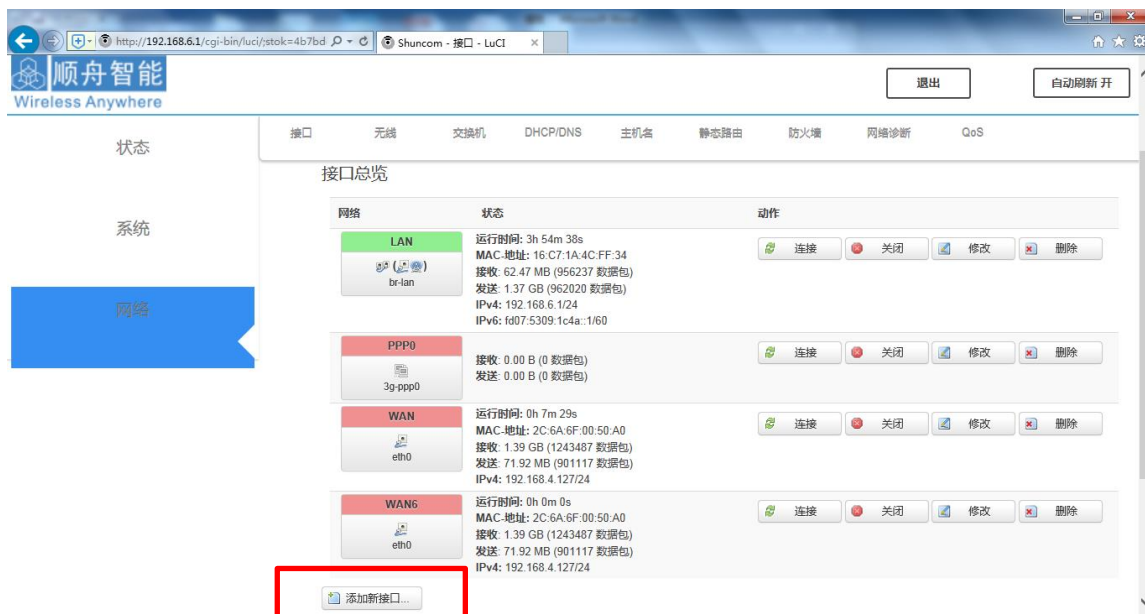 http://192.168.6.1/cgi-bin/luci/;stok=4b7bd
Shuncom - 接口 - LuCI
顺舟智能
Wireless Anywhere
退出
自动刷新 开
状态
系统
网络
接口 无线 交换机 DHCP/DNS 主机名 静态路由 防火墙 网络诊断 QoS
接口总览
网络 状态 动作
LAN
br-lan
运行时间: 3h 54m 38s
MAC-地址: 16:C7:1A:4C:FF:34
接收: 62.47 MB (956237 数据包)
发送: 1.37 GB (962020 数据包)
IPv4: 192.168.6.1/24
IPv6: fd07:5309:1c4a::1/60
连接 关闭 修改 删除
PPP0
3g-ppp0
接收: 0.00 B (0 数据包)
发送: 0.00 B (0 数据包)
连接 关闭 修改 删除
WAN
eth0
运行时间: 0h 7m 29s
MAC-地址: 2C:6A:6F:00:50:A0
接收: 1.39 GB (1243487 数据包)
发送: 71.92 MB (901117 数据包)
IPv4: 192.168.4.127/24
连接 关闭 修改 删除
WAN6
eth0
运行时间: 0h 0m 0s
MAC-地址: 2C:6A:6F:00:50:A0
接收: 1.39 GB (1243487 数据包)
发送: 71.92 MB (901117 数据包)
IPv4: 192.168.4.127/24
连接 关闭 修改 删除
添加新接口...